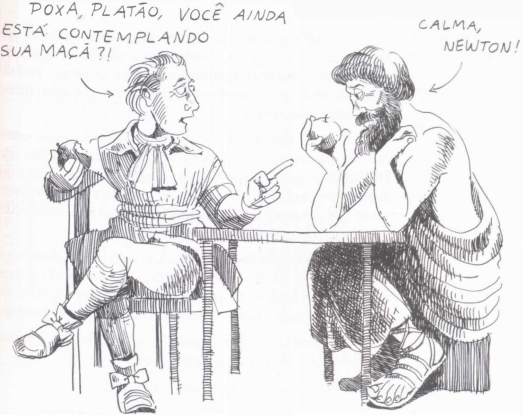 POXA, PLATÃO, VOCÊ AINDA
ESTÁ CONTEMPLANDO
SUA MAÇÃ?!
CALMA,
NEWTON!